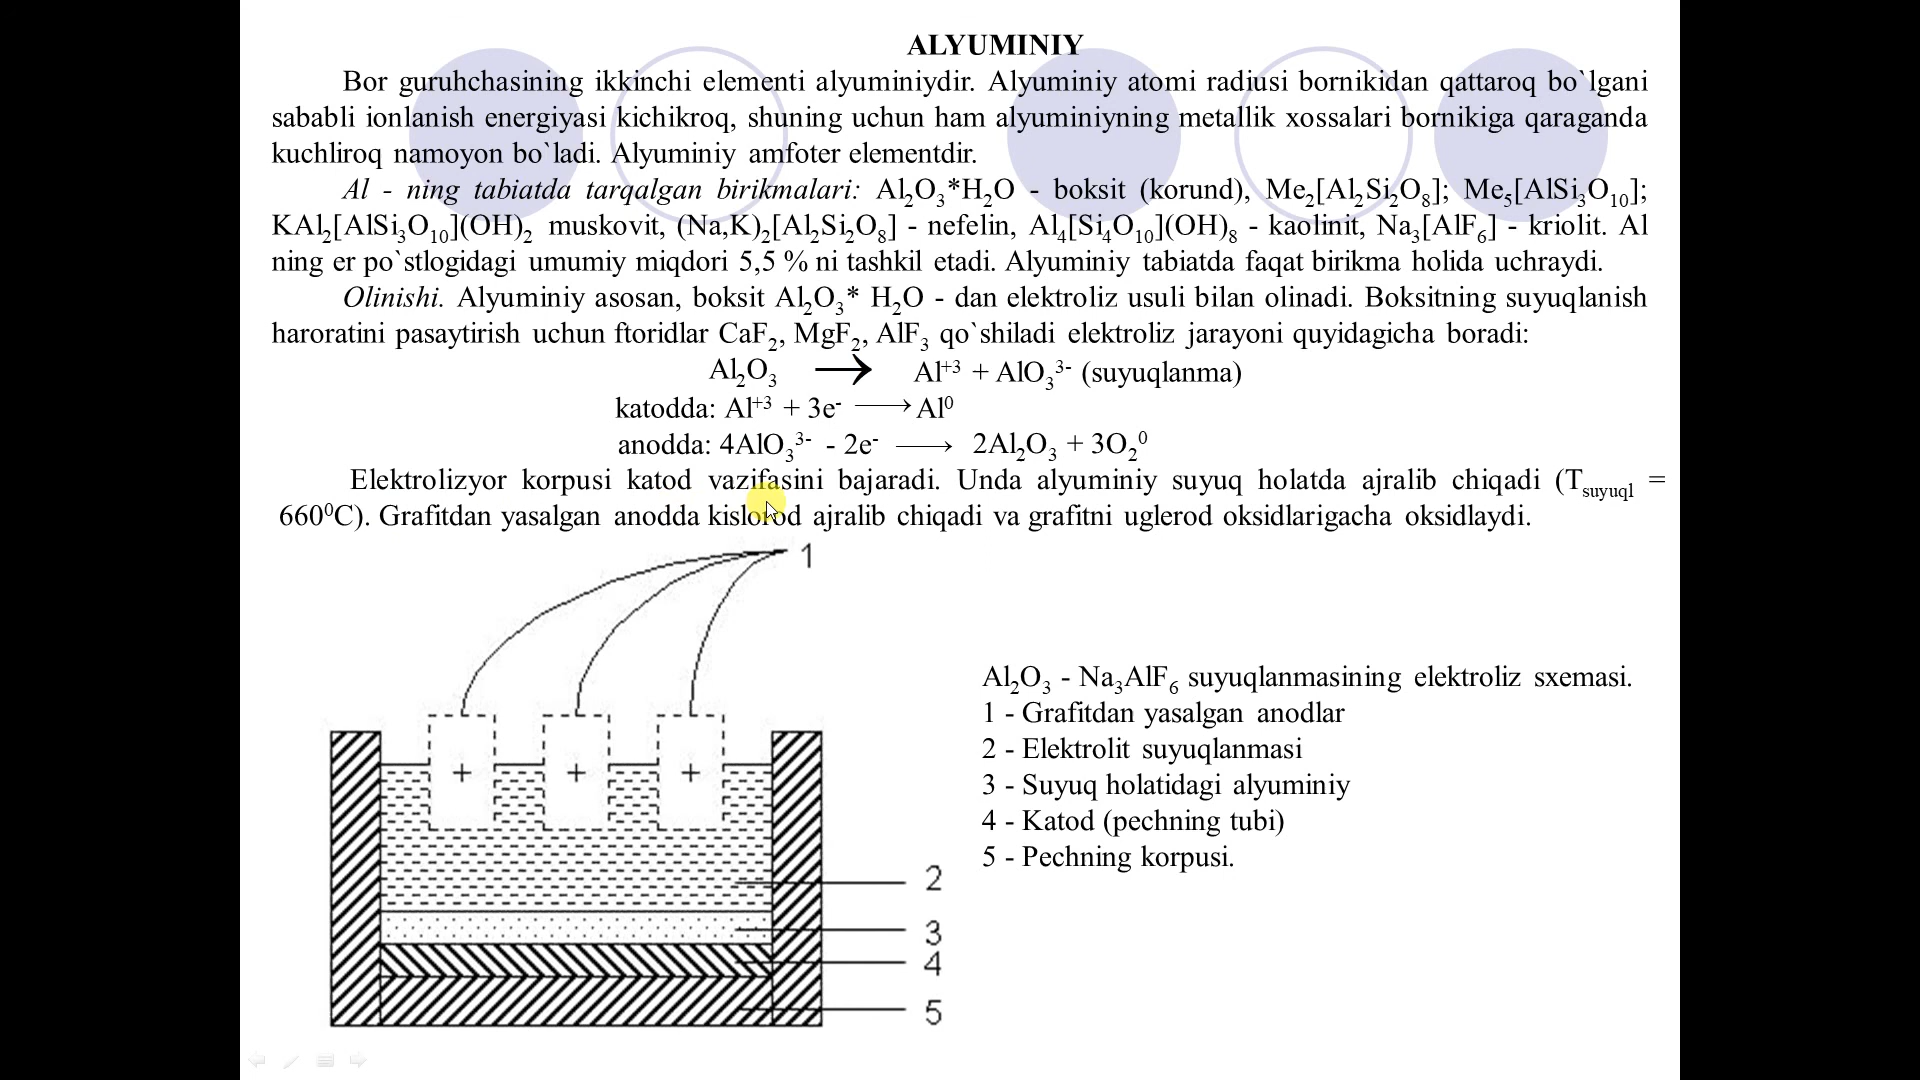 ALYUMINIY
Bor guruhchasining ikkinchi elementi alyuminiydir. Alyuminiy atomi radiusi bornikidan qattaroq bo`lgani
sababli ionlanish energiyasi kichikroq, shuning uchun ham alyuminiyning metallik xossalari bornikiga qaraganda
kuchliroq namoyon bo`ladi. Alyuminiy amfoter elementdir.
Al - ning tabiatda tarqalgan birikmalari: Al₂O₃*H₂O - boksit (korund), Me₂[Al₂Si₂O₈]; Me₅[AlSi₃O₁₀];
KAl₂[AlSi₃O₁₀](OH)₂ muskovit, (Na,K)₂[Al₂Si₂O₈] - nefelin, Al₄[Si₄O₁₀](OH)₈ - kaolinit, Na₃[AlF₆] - kriolit. Al
ning er po`stlogidagi umumiy miqdori 5,5 % ni tashkil etadi. Alyuminiy tabiatda faqat birikma holida uchraydi.
Olinishi. Alyuminiy asosan, boksit Al₂O₃* H₂O - dan elektroliz usuli bilan olinadi. Boksitning suyuqlanish
haroratini pasaytirish uchun ftoridlar CaF₂, MgF₂, AlF₃ qo`shiladi elektroliz jarayoni quyidagicha boradi:
Al₂O₃ → Al⁺³ + AlO₃³⁻ (suyuqlanma)
katodda: Al⁺³ + 3e⁻ → Al⁰
anodda: 4AlO₃³⁻ - 2e⁻ → 2Al₂O₃ + 3O₂⁰
Elektrolizyor korpusi katod vazifasini bajaradi. Unda alyuminiy suyuq holatda ajralib chiqadi (Tsuyuql =
660⁰C). Grafitdan yasalgan anodda kislorod ajralib chiqadi va grafitni uglerod oksidlarigacha oksidlaydi.
1
+ + +
2
3
4
5
Al₂O₃ - Na₃AlF₆ suyuqlanmasining elektroliz sxemasi.
1 - Grafitdan yasalgan anodlar
2 - Elektrolit suyuqlanmasi
3 - Suyuq holatidagi alyuminiy
4 - Katod (pechning tubi)
5 - Pechning korpusi.